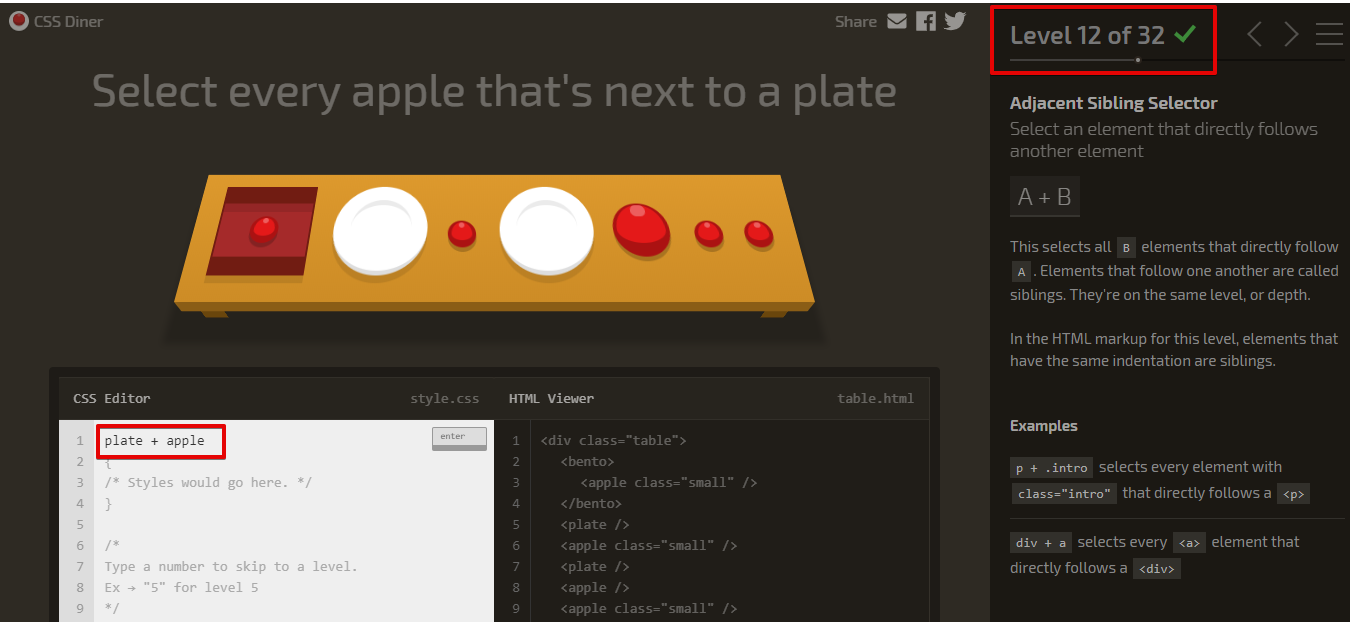 CSS Diner
Share
Select every apple that's next to a plate
CSS Editor
style.css
1 plate + apple
enter
2 {
3 /* Styles would go here. */
4 }
5
6 /*
7 Type a number to skip to a level.
8 Ex → "5" for level 5
9 */
HTML Viewer
table.html
1 <div class="table">
2 <bento>
3 <apple class="small" />
4 </bento>
5 <plate />
6 <apple class="small" />
7 <plate />
8 <apple />
9 <apple class="small" />
Level 12 of 32
Adjacent Sibling Selector
Select an element that directly follows
another element
A + B
This selects all B elements that directly follow
A . Elements that follow one another are called
siblings. They're on the same level, or depth.
In the HTML markup for this level, elements that
have the same indentation are siblings.
Examples
p + .intro selects every element with
class="intro" that directly follows a <p>
div + a selects every <a> element that
directly follows a <div>